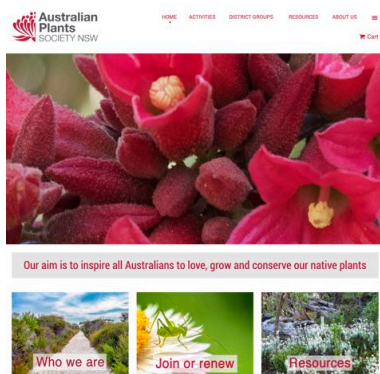 Australian
Plants
SOCIETY NSW
HOME ACTIVITIES DISTRICT GROUPS RESOURCES ABOUT US
Cart
Our aim is to inspire all Australians to love, grow and conserve our native plants
Who we are
Join or renew
Resources